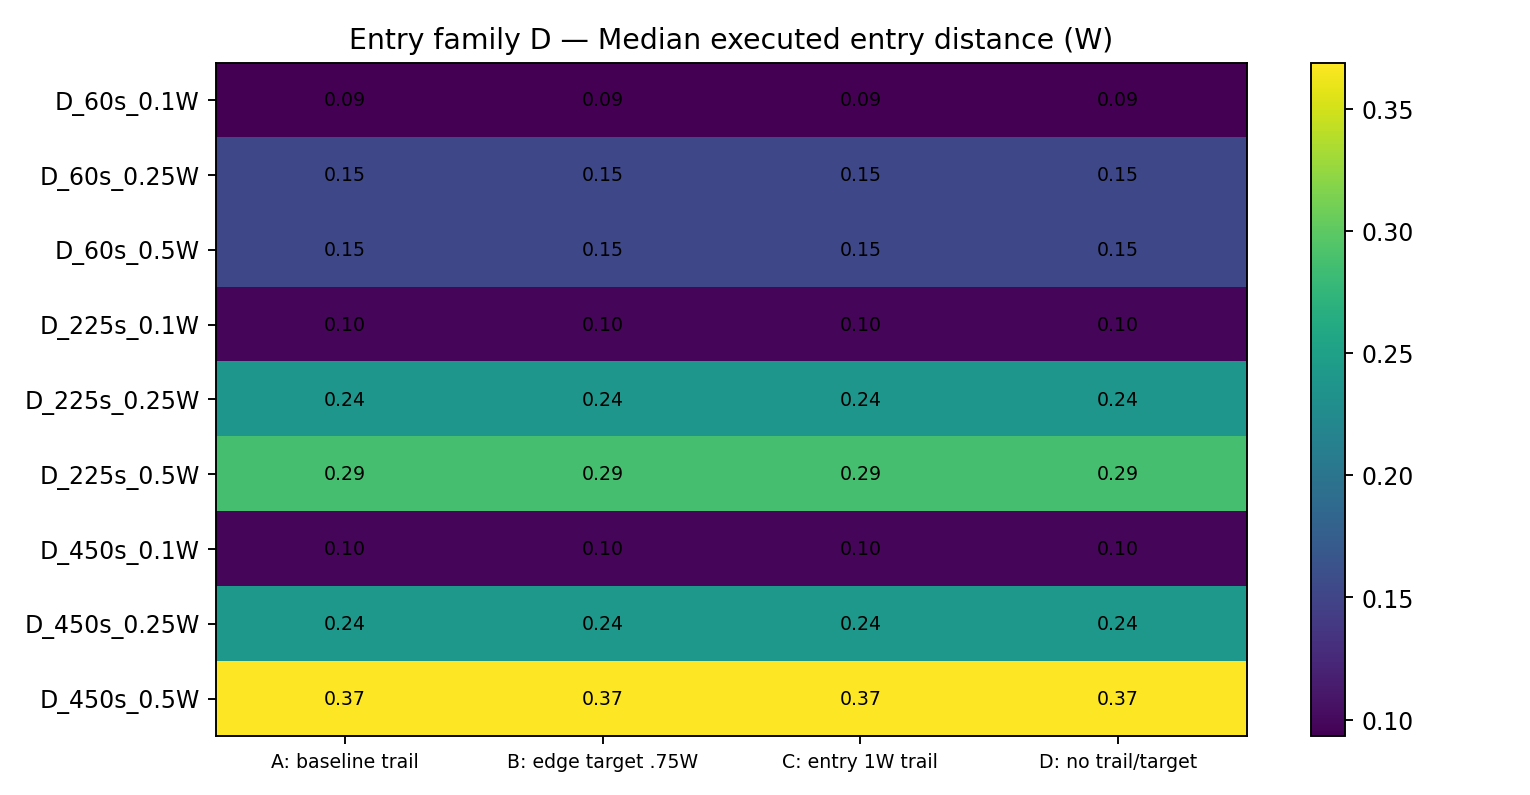 Entry family D — Median executed entry distance (W)
D_60s_0.1W 0.09 0.09 0.09 0.09
D_60s_0.25W 0.15 0.15 0.15 0.15
D_60s_0.5W 0.15 0.15 0.15 0.15
D_225s_0.1W 0.10 0.10 0.10 0.10
D_225s_0.25W 0.24 0.24 0.24 0.24
D_225s_0.5W 0.29 0.29 0.29 0.29
D_450s_0.1W 0.10 0.10 0.10 0.10
D_450s_0.25W 0.24 0.24 0.24 0.24
D_450s_0.5W 0.37 0.37 0.37 0.37
A: baseline trail B: edge target .75W C: entry 1W trail D: no trail/target
0.35
0.30
0.25
0.20
0.15
0.10